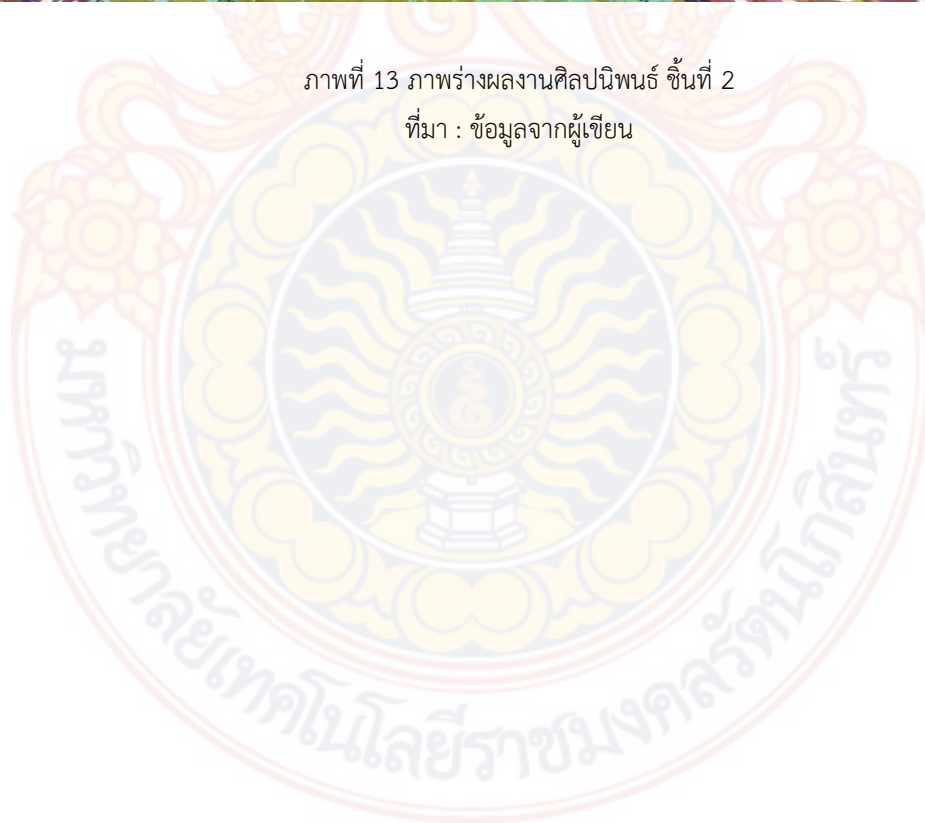 ภาพที่ 13 ภาพร่างผลงานศิลปนิพนธ์ ชิ้นที่ 2
ที่มา : ข้อมูลจากผู้เขียน
มหาวิทยาลัยเทคโนโลยีราชมงคลรัตนโกสินทร์